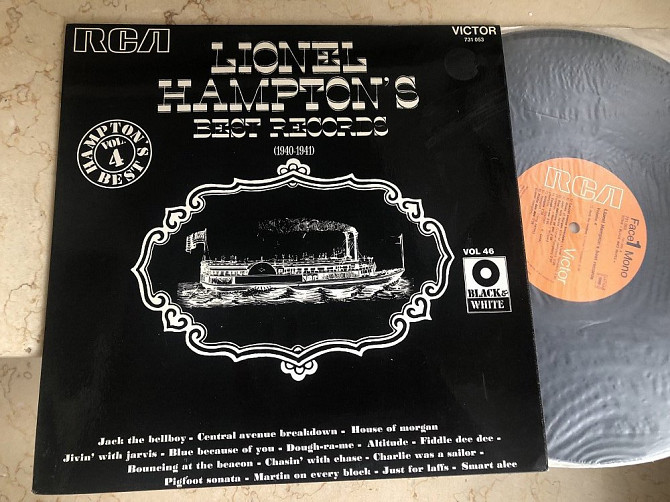 RCA
VICTOR
731 053
LIONEL
HAMPTON'S
BEST RECORDS
(1940-1941)
HAMPTON'S
VOL.
4
BEST
VOL 46
BLACK &
WHITE
Jack the bellboy - Central avenue breakdown - House of morgan
Jivin' with jarvis - Blue because of you - Dough-ra-me - Altitude - Fiddle dee dee -
Bouncing at the beacon - Chasin' with chase - Charlie was a sailor -
Pigfoot sonata - Martin on every block - Just for laffs - Smart alec
RCA
Victor
Face 1 Mono